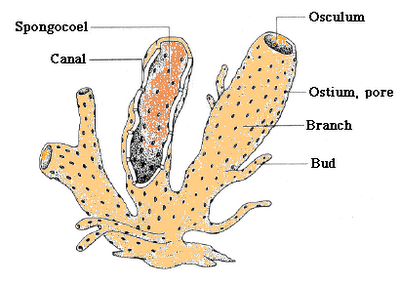 Spongocoel
Canal
Osculum
Ostium, pore
Branch
Bud